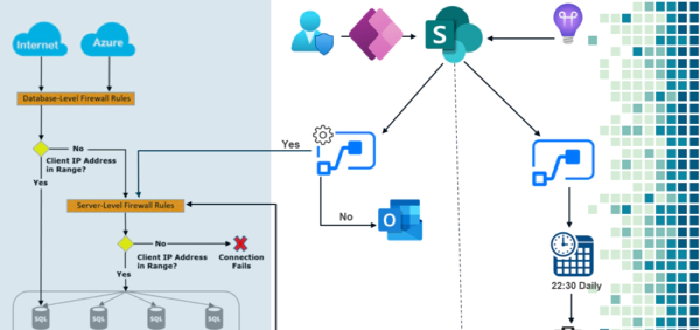 Internet
Azure
Database-Level Firewall Rules
No
Client IP Address
in Range?
Yes
Server-Level Firewall Rules
No
Client IP Address
in Range?
Connection
Fails
Yes
SQL
SQL
SQL
SQL
Yes
No
S
O
22:30 Daily